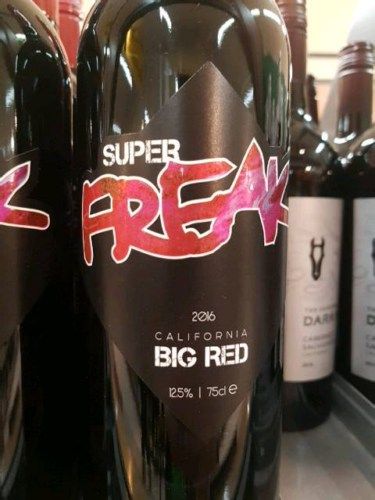 SUPER
FREAK
2016
CALIFORNIA
BIG RED
12.5% | 75cl e
DARK